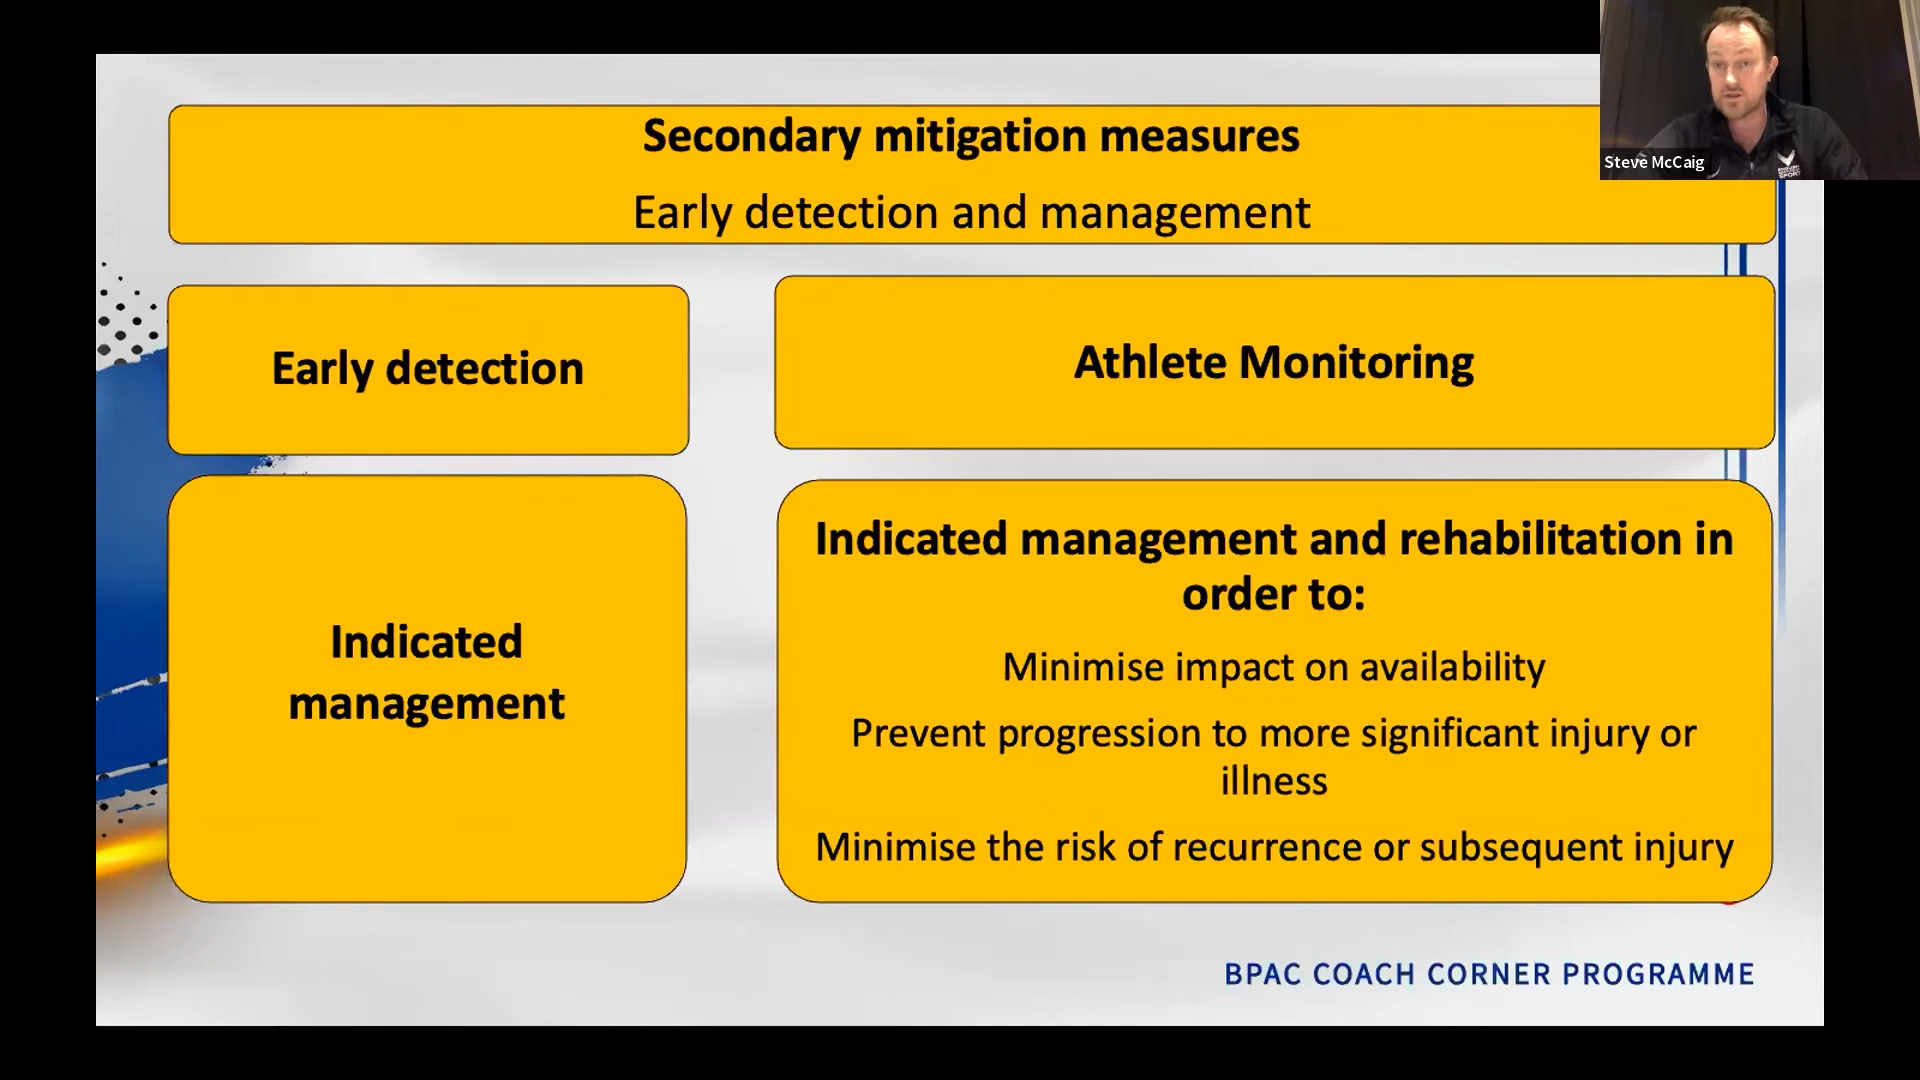 Secondary mitigation measures
Early detection and management
Steve McCaig
Early detection
Athlete Monitoring
Indicated
management
Indicated management and rehabilitation in
order to:
Minimise impact on availability
Prevent progression to more significant injury or
illness
Minimise the risk of recurrence or subsequent injury
BPAC COACH CORNER PROGRAMME